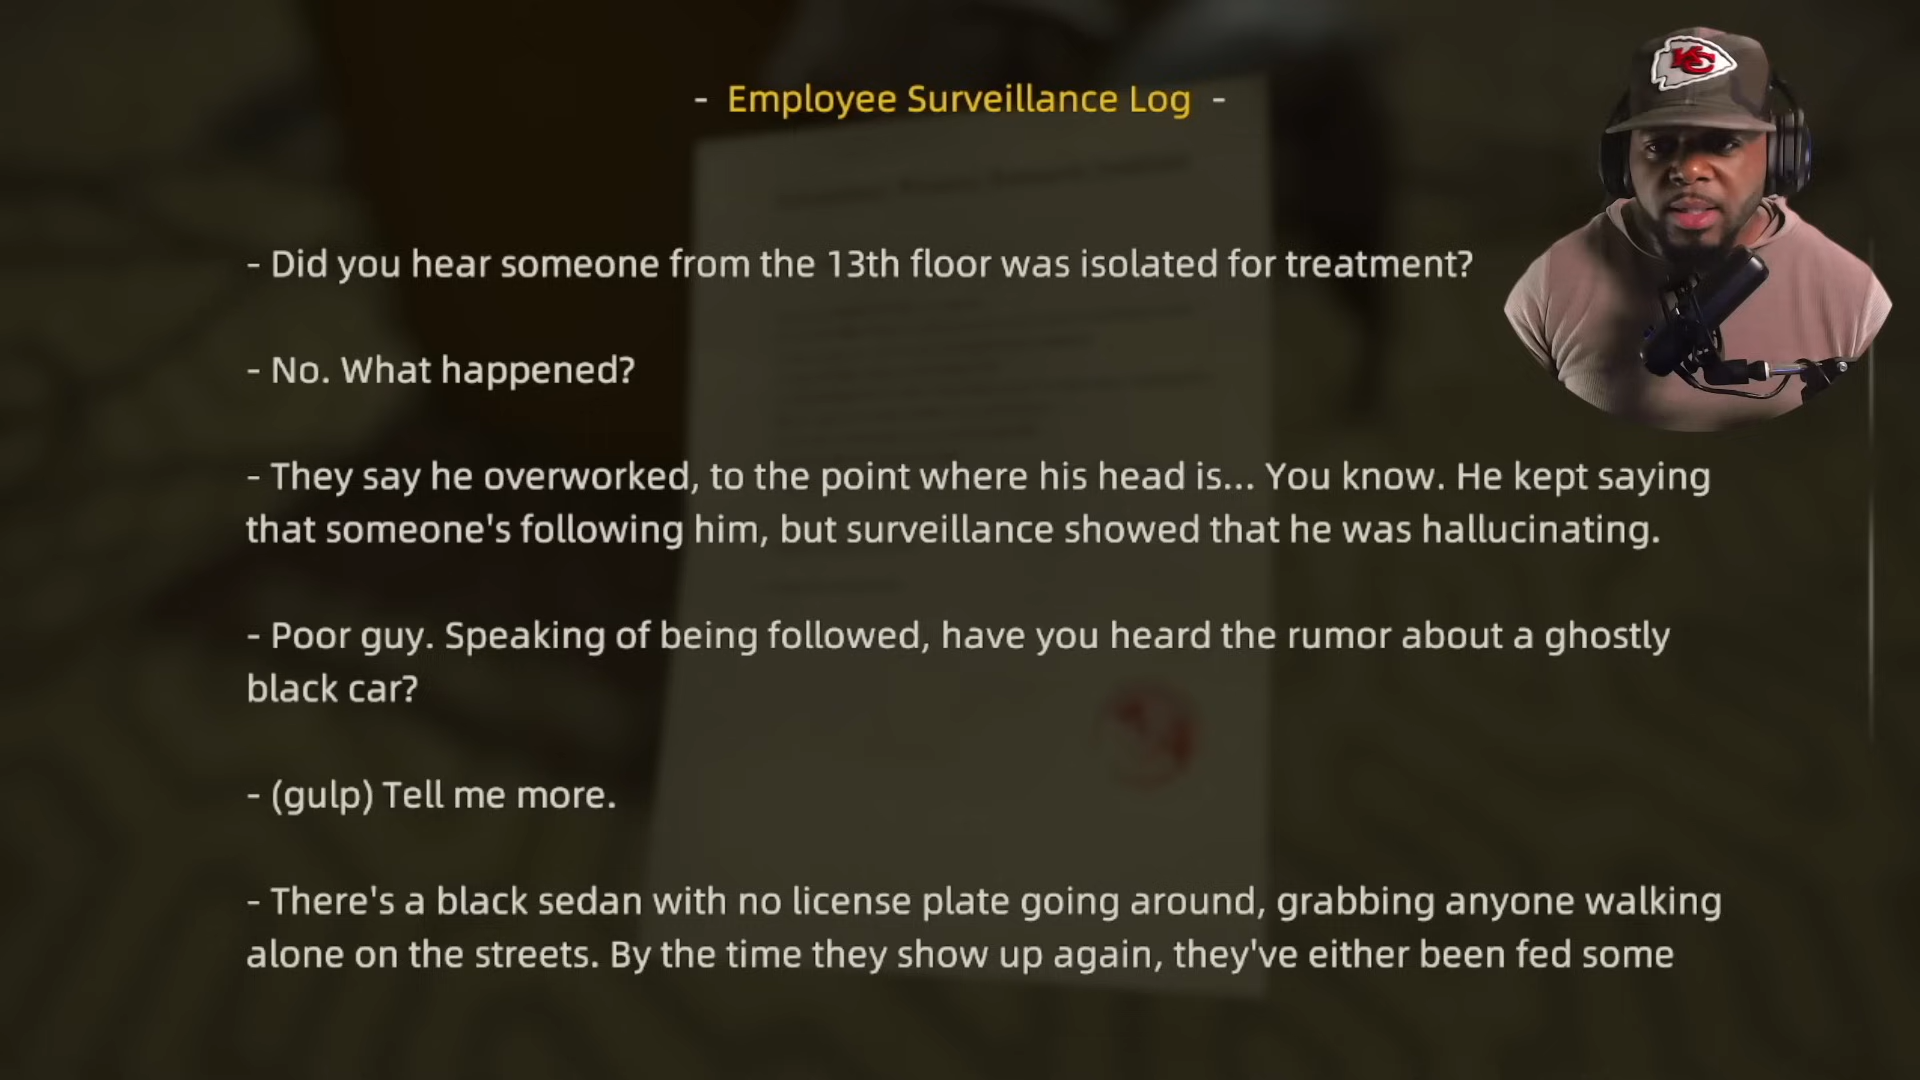 - Employee Surveillance Log -
- Did you hear someone from the 13th floor was isolated for treatment?
- No. What happened?
- They say he overworked, to the point where his head is... You know. He kept saying
that someone's following him, but surveillance showed that he was hallucinating.
- Poor guy. Speaking of being followed, have you heard the rumor about a ghostly
black car?
- (gulp) Tell me more.
- There's a black sedan with no license plate going around, grabbing anyone walking
alone on the streets. By the time they show up again, they've either been fed some
KC